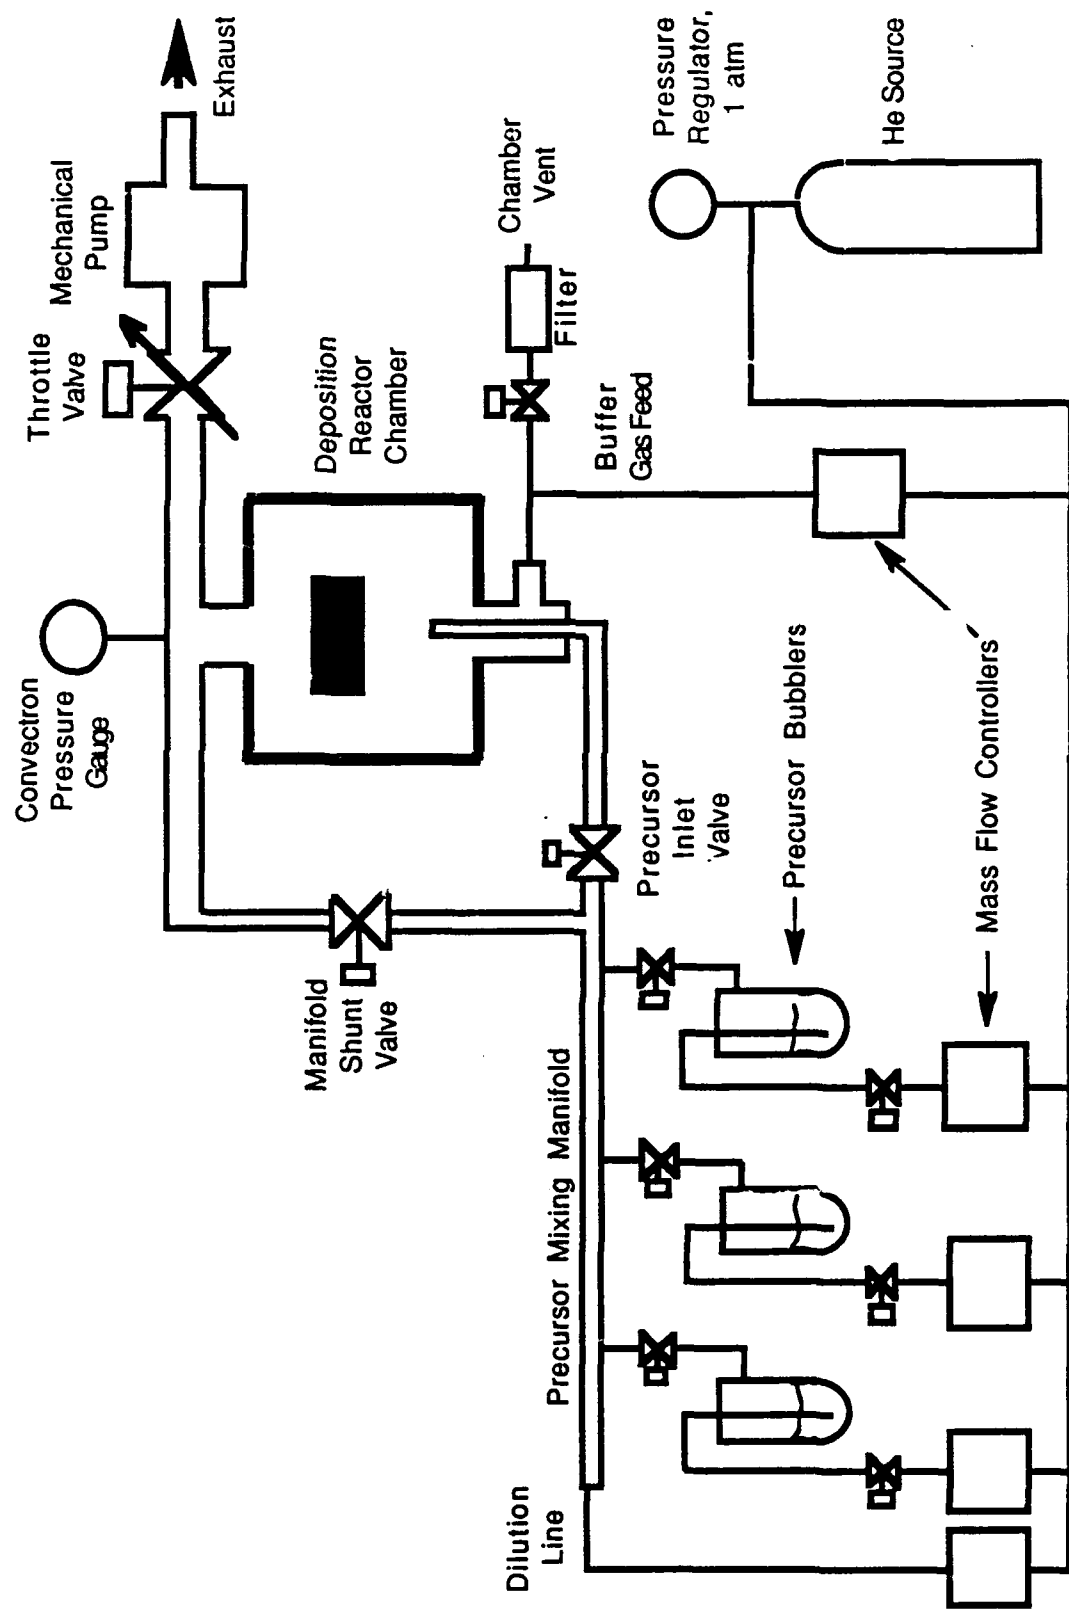 Convectron
Pressure
Gauge
Throttle
Valve
Mechanical
Pump
Exhaust
Manifold
Shunt
Valve
Deposition
Reactor
Chamber
Chamber
Vent
Filter
Buffer
Gas Feed
Pressure
Regulator,
1 atm
He Source
Dilution
Line
Precursor Mixing Manifold
Precursor
Inlet
Valve
Precursor Bubblers
Mass Flow Controllers